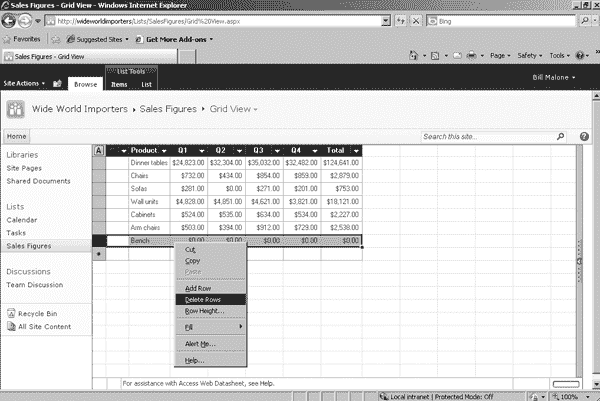 Sales Figures - Grid View - Windows Internet Explorer
http://wideworldimporters/Lists/SalesFigures/Grid%20View.aspx
Bing
Favorites Suggested Sites Get More Add-ons
Sales Figures - Grid View
Page Safety Tools
List Tools
Site Actions Browse Items List Bill Malone
Wide World Importers Sales Figures Grid View
Home Search this site...
Libraries
Site Pages
Shared Documents
Lists
Calendar
Tasks
Sales Figures
Discussions
Team Discussion
Recycle Bin
All Site Content
Product Q1 Q2 Q3 Q4 Total
Dinner tables $24,823.00 $32,304.00 $35,032.00 $32,482.00 $124,641.00
Chairs $732.00 $434.00 $854.00 $859.00 $2,879.00
Sofas $281.00 $0.00 $271.00 $201.00 $753.00
Wall units $4,828.00 $4,851.00 $4,621.00 $3,821.00 $18,121.00
Cabinets $524.00 $535.00 $634.00 $534.00 $2,227.00
Arm chairs $503.00 $394.00 $912.00 $729.00 $2,538.00
Bench $0.00 $0.00 $0.00 $0.00 $0.00
Cut
Copy
Paste
Add Row
Delete Rows
Row Height...
Fill
Alert Me...
Help...
For assistance with Access Web Datasheet, see Help.
Local intranet | Protected Mode: Off 100%